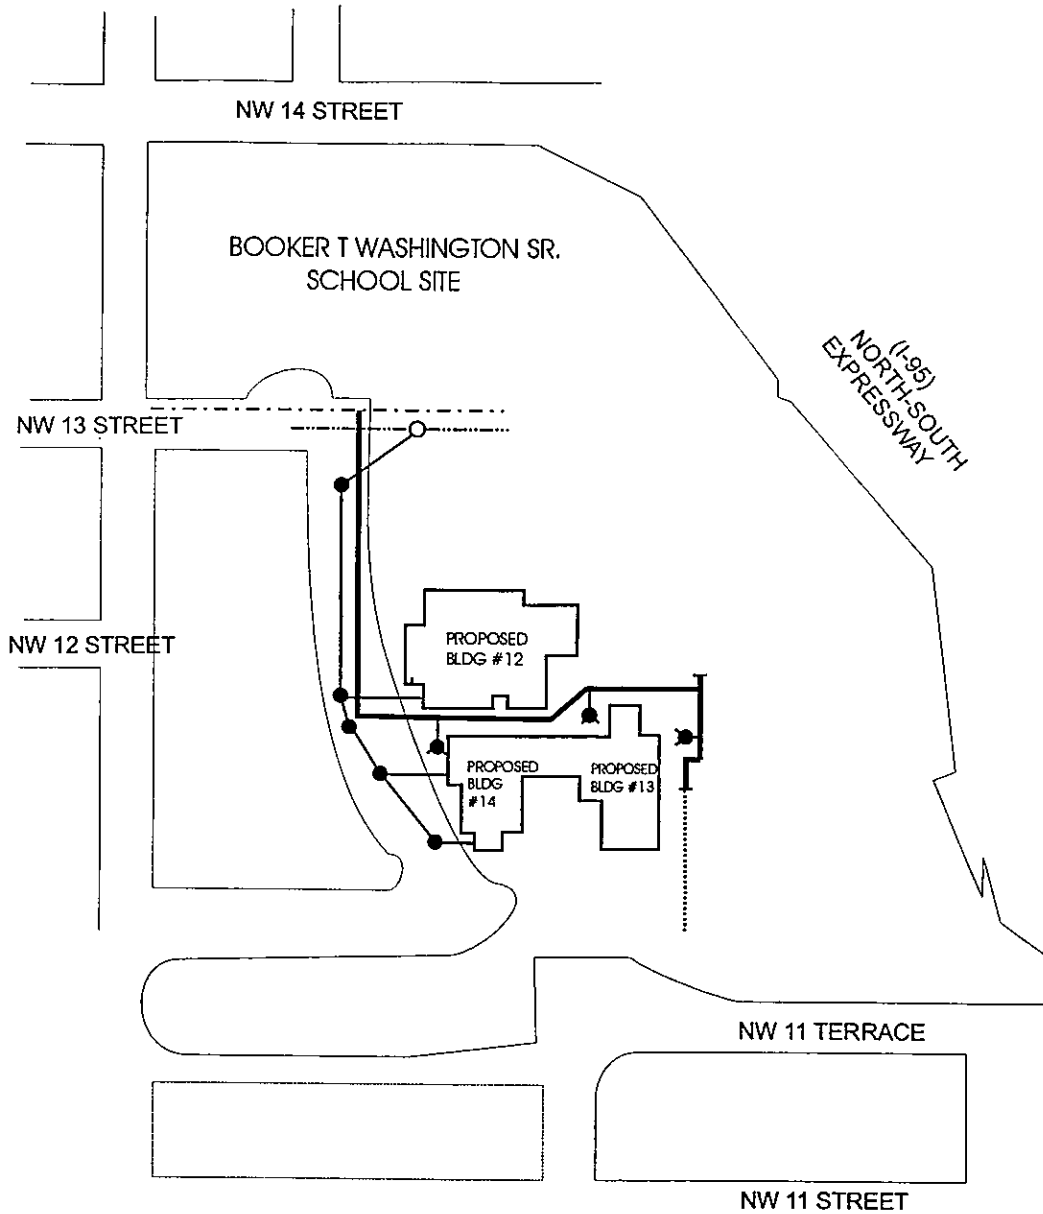 NW 14 STREET
BOOKER T WASHINGTON SR.
SCHOOL SITE
(I-95)
NORTH-SOUTH
EXPRESSWAY
NW 13 STREET
NW 12 STREET
PROPOSED
BLDG #12
PROPOSED
BLDG
#14
PROPOSED
BLDG #13
NW 11 TERRACE
NW 11 STREET